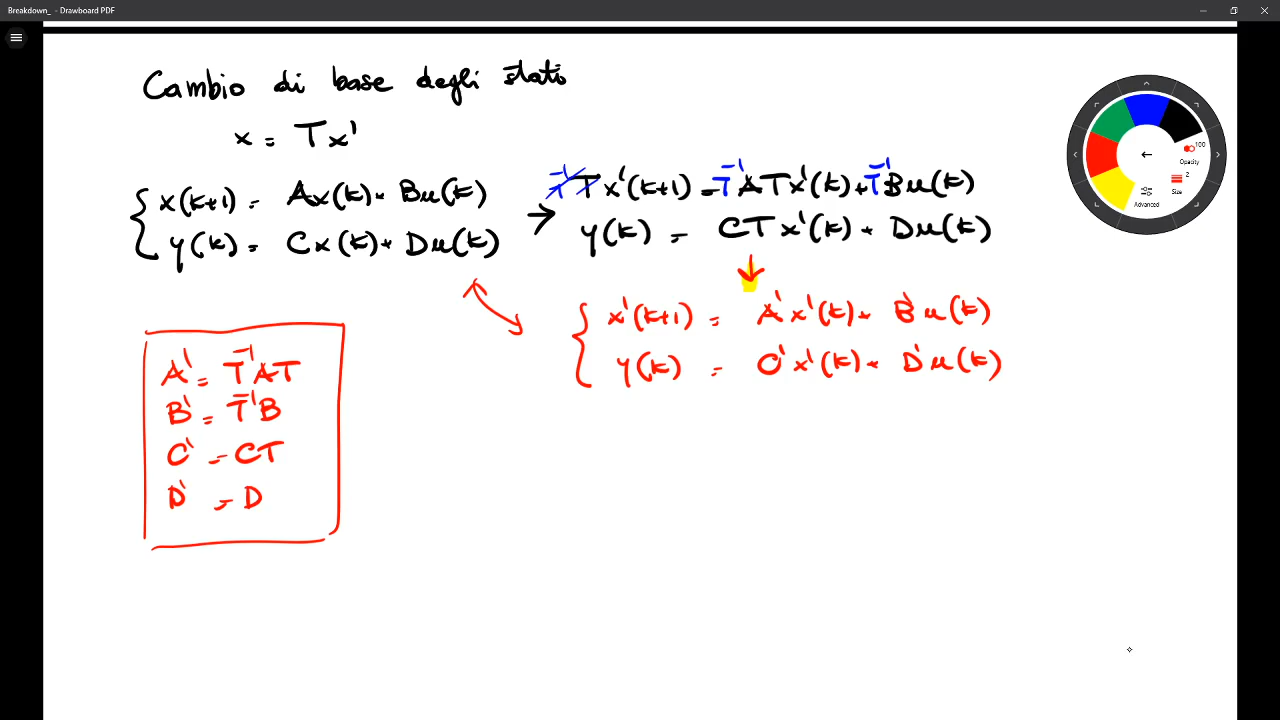 Breakdown_ - Drawboard PDF
Cambio di base degli stati
x = Tx'
x(k+1) = Ax(k) + Bu(k)
y(k) = Cx(k) + Du(k)
→ T⁻¹Tx'(k+1) = T⁻¹ATx'(k) + T⁻¹Bu(k)
y(k) = CTx'(k) + Du(k)
x'(k+1) = A'x'(k) + B'u(k)
y(k) = C'x'(k) + D'u(k)
A' = T⁻¹AT
B' = T⁻¹B
C' = CT
D' = D
100
Opacity
2
Size
Advanced